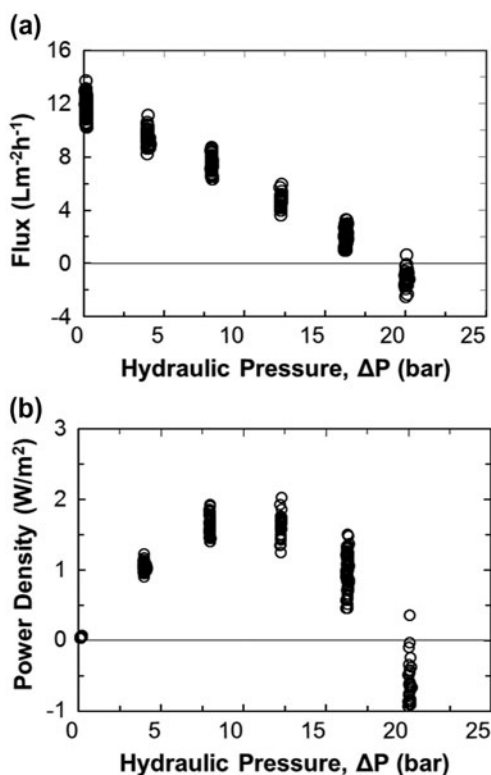 (a)
16
12
8
4
0
-4
Flux (Lm⁻²h⁻¹)
0 5 10 15 20 25
Hydraulic Pressure, ΔP (bar)
(b)
3
2
1
0
-1
Power Density (W/m²)
0 5 10 15 20 25
Hydraulic Pressure, ΔP (bar)